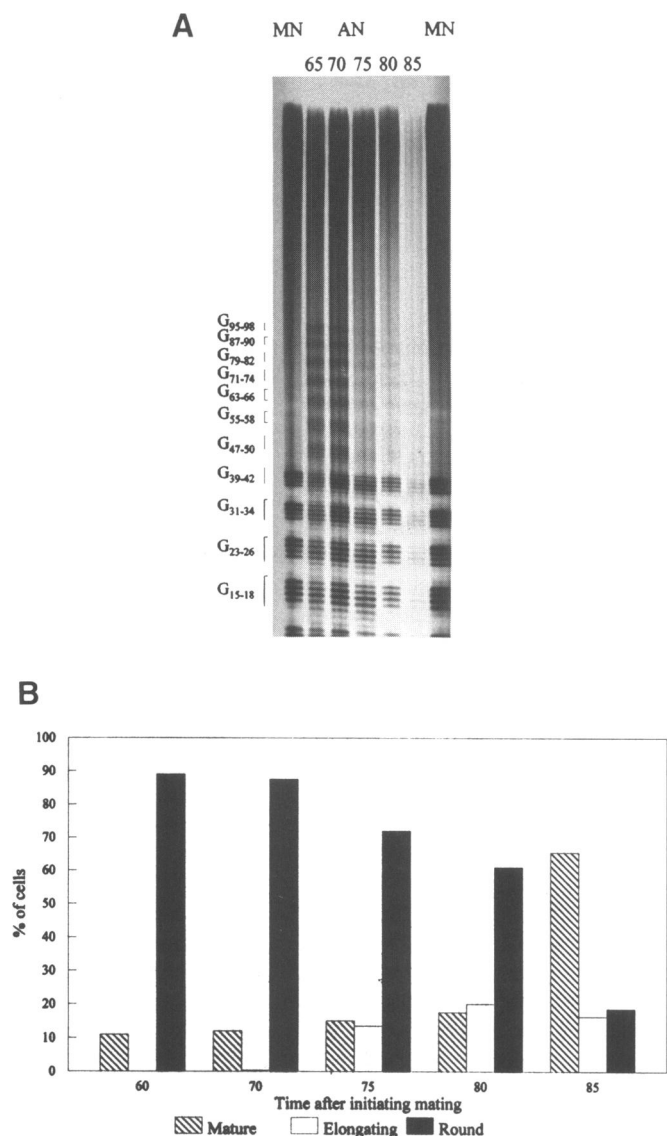 A
MN AN MN
65 70 75 80 85
G95-98
G87-90
G79-82
G71-74
G63-66
G55-58
G47-50
G39-42
G31-34
G23-26
G15-18
B
100
90
80
70
60
50
40
30
20
10
0
% of cells
60 70 75 80 85
Time after initiating mating
Mature Elongating Round